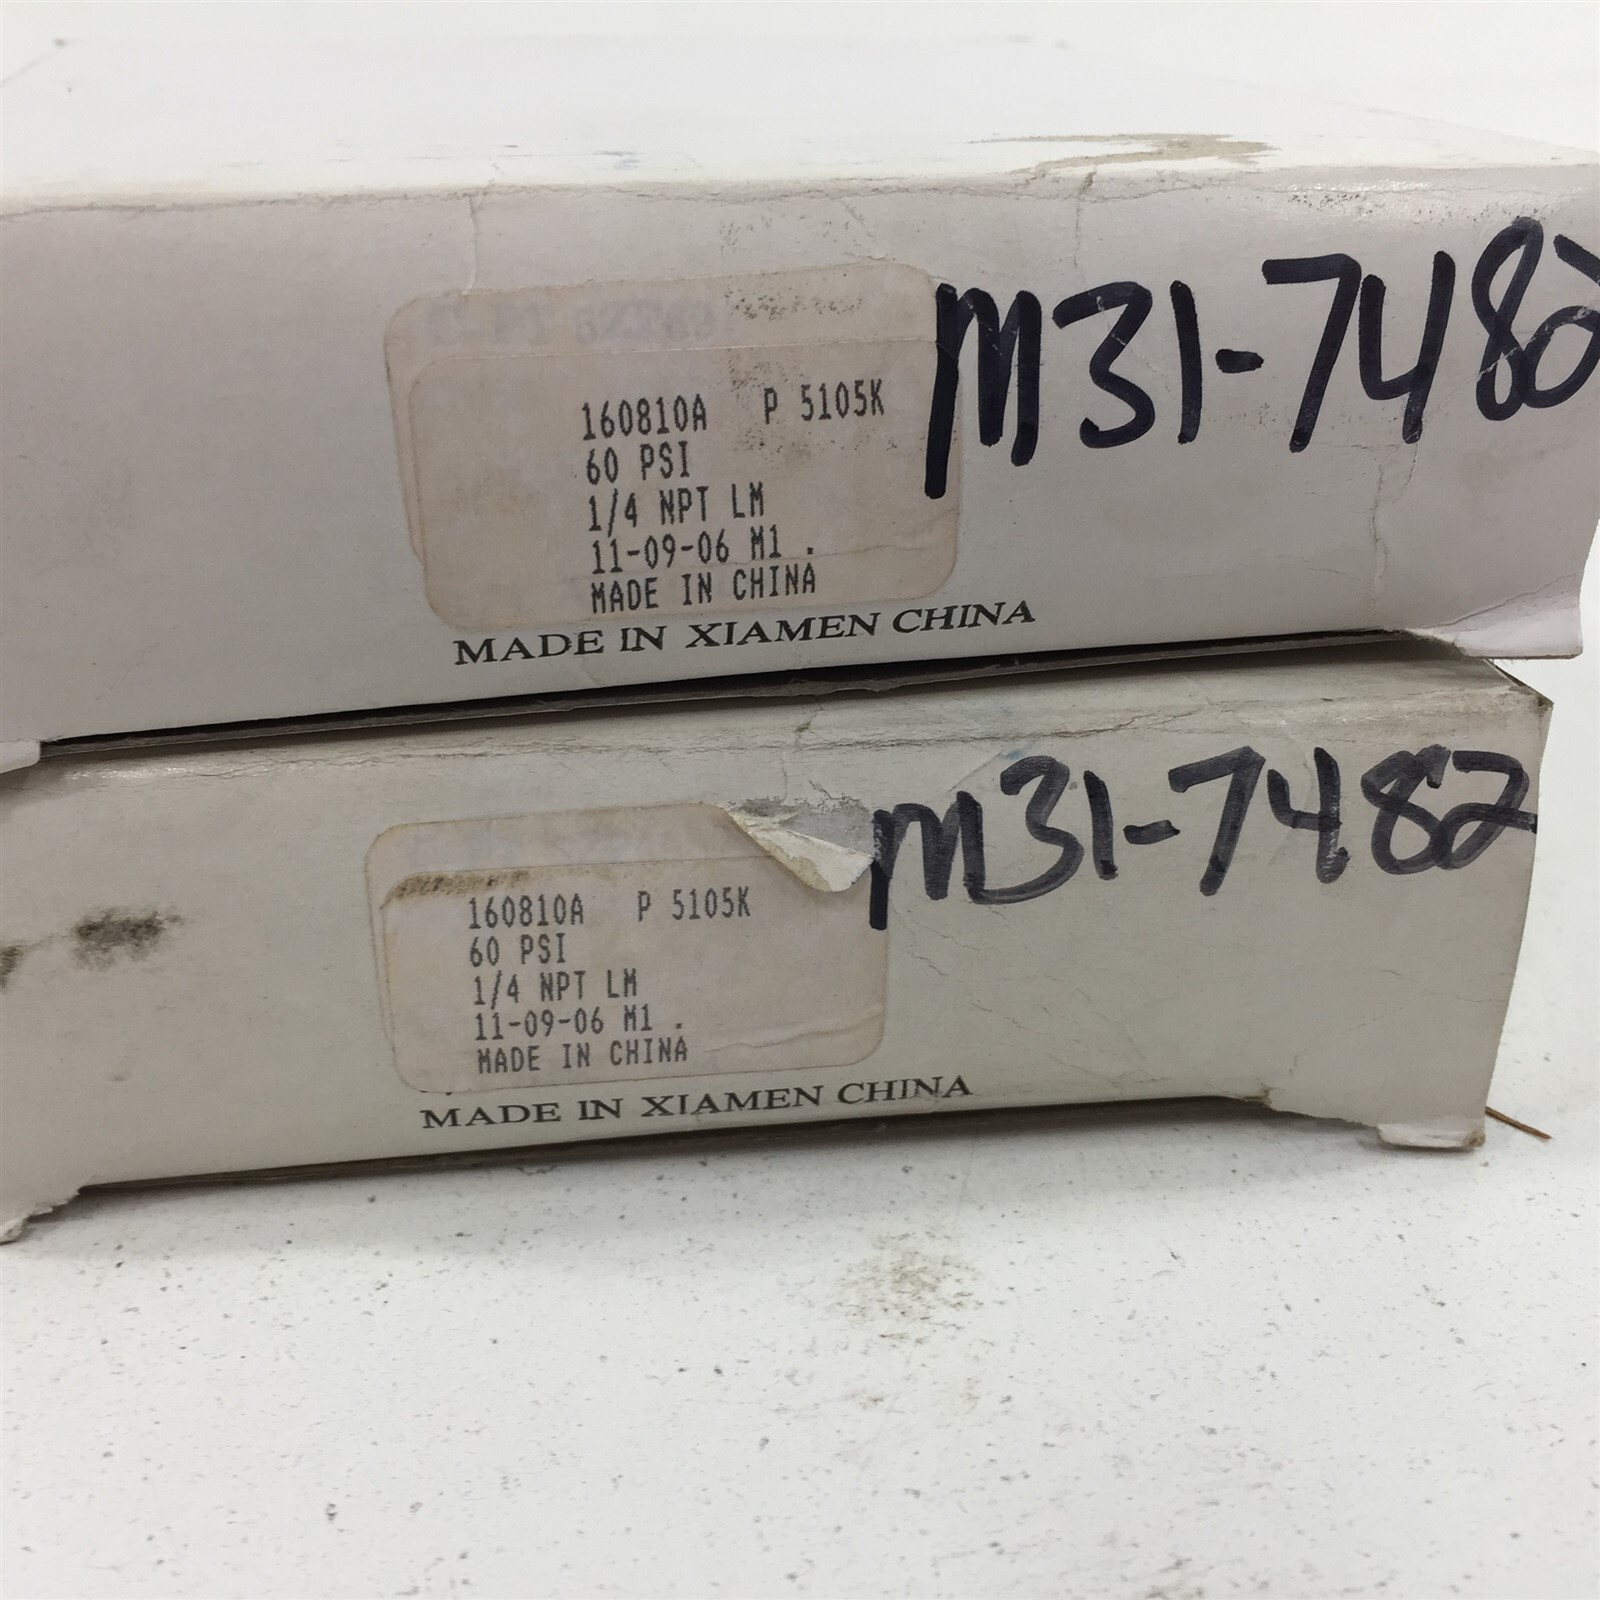 M31-7482
160810A P 5105K
60 PSI
1/4 NPT LM
11-09-06 M1 .
MADE IN CHINA
MADE IN XIAMEN CHINA
M31-7482
160810A P 5105K
60 PSI
1/4 NPT LM
11-09-06 M1 .
MADE IN CHINA
MADE IN XIAMEN CHINA